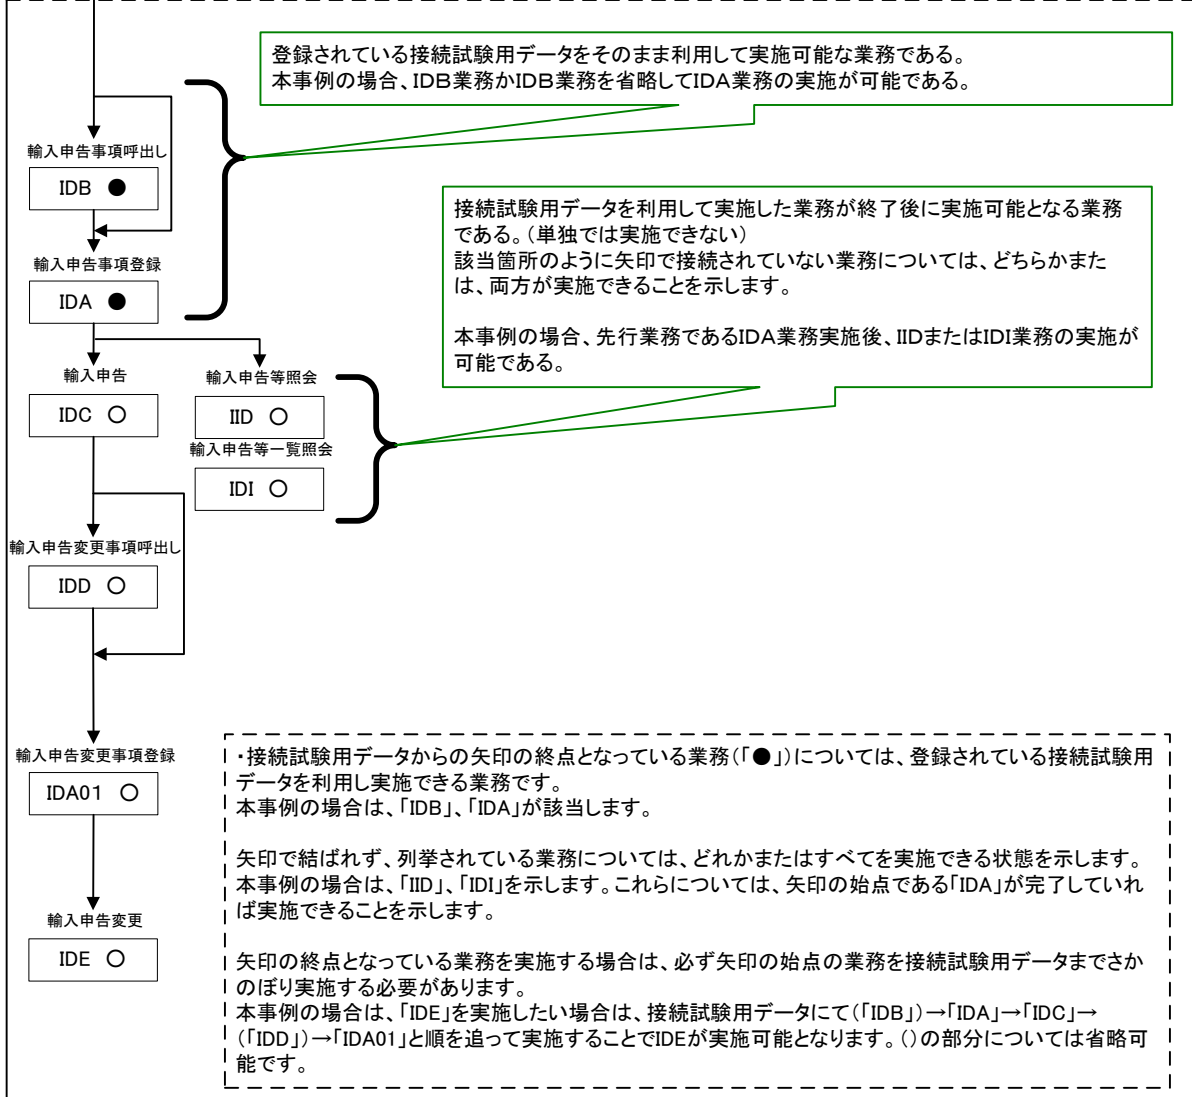 登録されている接続試験用データをそのまま利用して実施可能な業務である。
本事例の場合、IDB業務かIDB業務を省略してIDA業務の実施が可能である。
輸入申告事項呼出し
IDB ●
輸入申告事項登録
IDA ●
接続試験用データを利用して実施した業務が終了後に実施可能となる業務
である。(単独では実施できない)
該当箇所のように矢印で接続されていない業務については、どちらかまた
は、両方が実施できることを示します。
本事例の場合、先行業務であるIDA業務実施後、IIDまたはIDI業務の実施が
可能である。
輸入申告
IDC ○
輸入申告等照会
IID ○
輸入申告等一覧照会
IDI ○
輸入申告変更事項呼出し
IDD ○
輸入申告変更事項登録
IDA01 ○
輸入申告変更
IDE ○
・接続試験用データからの矢印の終点となっている業務(「●」)については、登録されている接続試験用
データを利用し実施できる業務です。
本事例の場合は、「IDB」、「IDA」が該当します。
矢印で結ばれず、列挙されている業務については、どれかまたはすべてを実施できる状態を示します。
本事例の場合は、「IID」、「IDI」を示します。これらについては、矢印の始点である「IDA」が完了していれ
ば実施できることを示します。
矢印の終点となっている業務を実施する場合は、必ず矢印の始点の業務を接続試験用データまでさか
のぼり実施する必要があります。
本事例の場合は、「IDE」を実施したい場合は、接続試験用データにて(「IDB」)→「IDA」→「IDC」→
(「IDD」)→「IDA01」と順を追って実施することでIDEが実施可能となります。()の部分については省略可
能です。